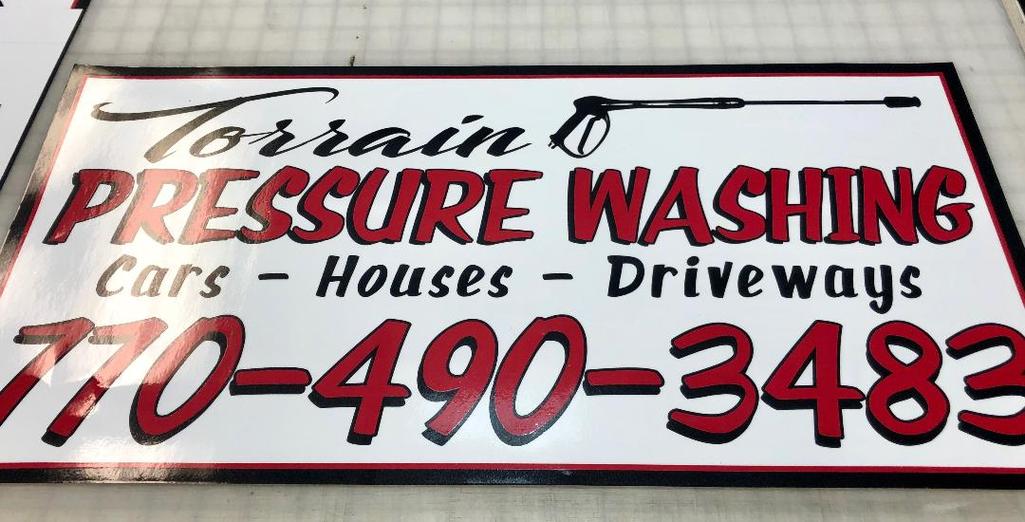 Torrain
PRESSURE WASHING
Cars - Houses - Driveways
770-490-3483